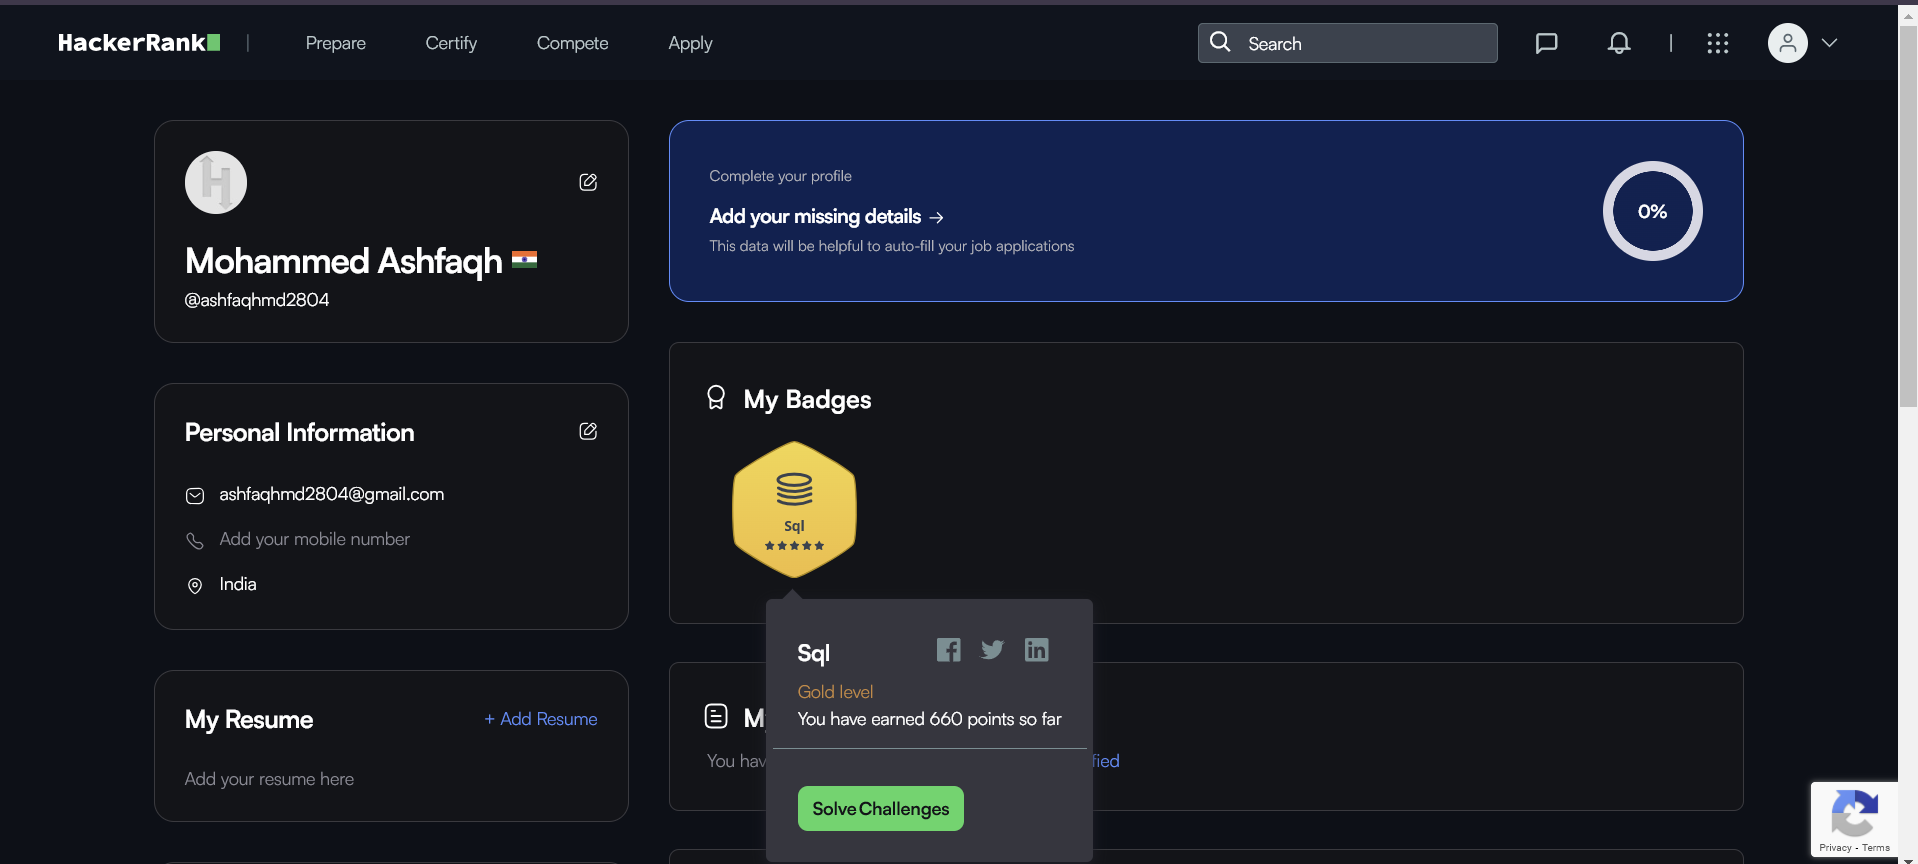 HackerRank
Prepare
Certify
Compete
Apply
Search
Mohammed Ashfaqh
@ashfaqhmd2804
Complete your profile
Add your missing details →
This data will be helpful to auto-fill your job applications
0%
Personal Information
ashfaqhmd2804@gmail.com
Add your mobile number
India
My Badges
Sql
Sql
Gold level
You have earned 660 points so far
Solve Challenges
My Resume
+ Add Resume
Add your resume here
You
Privacy - Terms